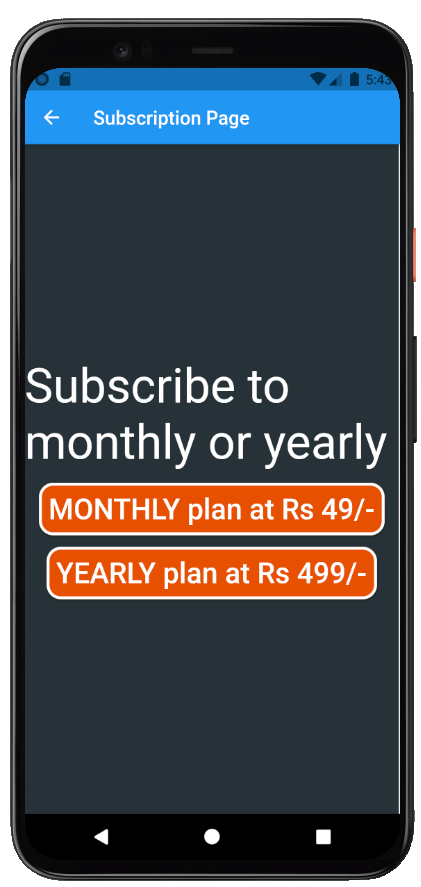 5:43
Subscription Page
Subscribe to
monthly or yearly
MONTHLY plan at Rs 49/-
YEARLY plan at Rs 499/-